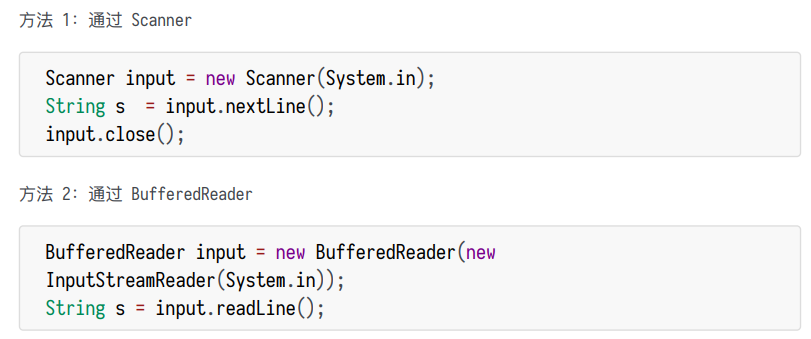 方法 1：通过 Scanner
Scanner input = new Scanner(System.in);
String s  = input.nextLine();
input.close();
方法 2：通过 BufferedReader
BufferedReader input = new BufferedReader(new
InputStreamReader(System.in));
String s = input.readLine();